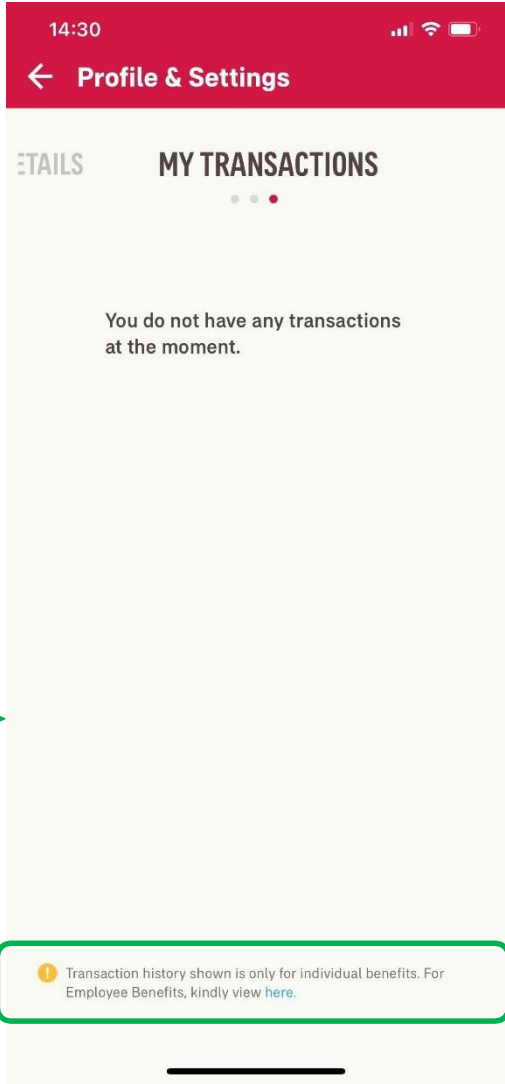 14:30
Profile & Settings
ETAILS MY TRANSACTIONS
You do not have any transactions
at the moment.
Transaction history shown is only for individual benefits. For
Employee Benefits, kindly view here.